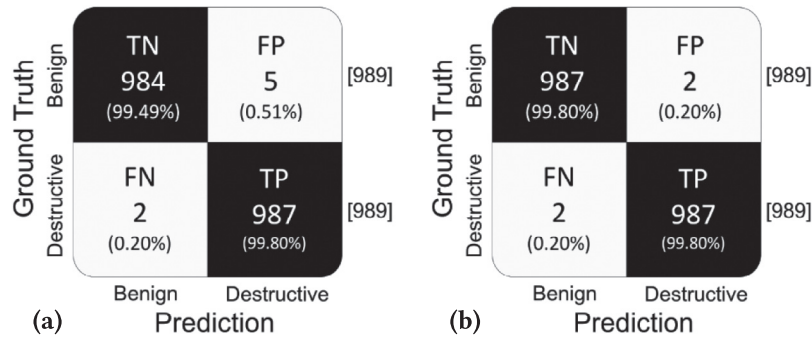 Ground Truth
Benign
Destructive
TN
984
(99.49%)
FP
5
(0.51%)
[989]
FN
2
(0.20%)
TP
987
(99.80%)
[989]
Benign
Destructive
(a)
Prediction
Ground Truth
Benign
Destructive
TN
987
(99.80%)
FP
2
(0.20%)
[989]
FN
2
(0.20%)
TP
987
(99.80%)
[989]
Benign
Destructive
(b)
Prediction